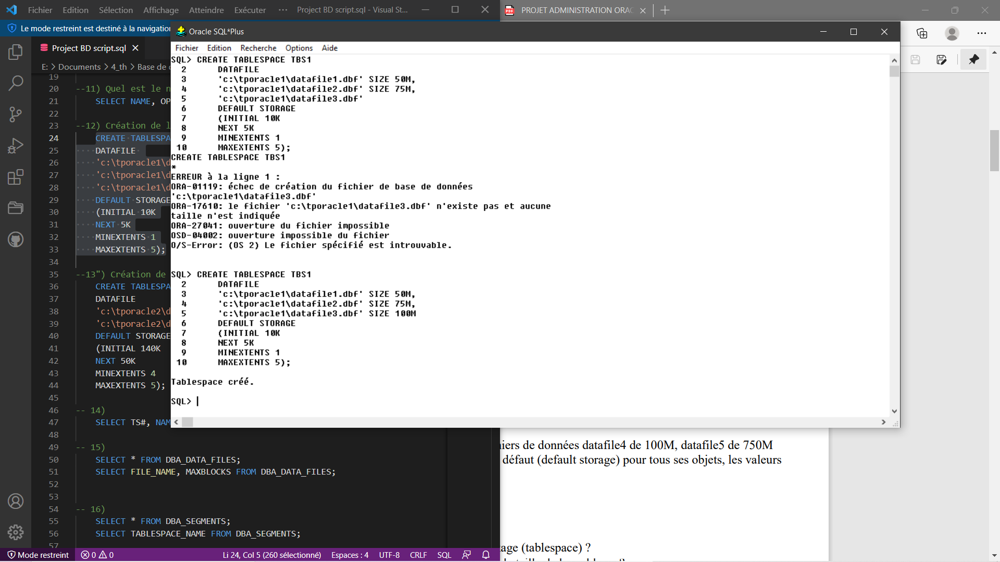 Fichier Edition Sélection Affichage Atteindre Exécuter ··· Project BD script.sql - Visual St...
PROJET ADMINISTRATION ORAC
Le mode restreint est destiné à la navigation
Project BD script.sql
E: > Documents > 4_th > Base de
19
20 --11) Quel est le n
21 SELECT NAME, OP
22
23 --12) Création de l
24 CREATE TABLESPA
25 DATAFILE
26 'c:\tporacle1\d
27 'c:\tporacle1\d
28 'c:\tporacle1\d
29 DEFAULT STORAGE
30 (INITIAL 10K
31 NEXT 5K
32 MINEXTENTS 1
33 MAXEXTENTS 5);
34
35 --13") Création de
36 CREATE TABLESPA
37 DATAFILE
38 'c:\tporacle2\d
39 'c:\tporacle2\d
40 DEFAULT STORAGE
41 (INITIAL 140K
42 NEXT 50K
43 MINEXTENTS 4
44 MAXEXTENTS 5);
45
46 -- 14)
47 SELECT TS#, NAM
48
49 -- 15)
50 SELECT * FROM DBA_DATA_FILES;
51 SELECT FILE_NAME, MAXBLOCKS FROM DBA_DATA_FILES;
52
53
54 -- 16)
55 SELECT * FROM DBA_SEGMENTS;
56 SELECT TABLESPACE_NAME FROM DBA_SEGMENTS;
57
Mode restreint 0 0 Li 24, Col 5 (260 sélectionné) Espaces : 4 UTF-8 CRLF SQL
Oracle SQL*Plus
Fichier Edition Recherche Options Aide
SQL> CREATE TABLESPACE TBS1
2 DATAFILE
3 'c:\tporacle1\datafile1.dbf' SIZE 50M,
4 'c:\tporacle1\datafile2.dbf' SIZE 75M,
5 'c:\tporacle1\datafile3.dbf'
6 DEFAULT STORAGE
7 (INITIAL 10K
8 NEXT 5K
9 MINEXTENTS 1
10 MAXEXTENTS 5);
CREATE TABLESPACE TBS1
*
ERREUR à la ligne 1 :
ORA-01119: échec de création du fichier de base de données
'c:\tporacle1\datafile3.dbf'
ORA-17610: le fichier 'c:\tporacle1\datafile3.dbf' n'existe pas et aucune
taille n'est indiquée
ORA-27041: ouverture du fichier impossible
OSD-04002: ouverture impossible du fichier
O/S-Error: (OS 2) Le fichier spécifié est introuvable.
SQL> CREATE TABLESPACE TBS1
2 DATAFILE
3 'c:\tporacle1\datafile1.dbf' SIZE 50M,
4 'c:\tporacle1\datafile2.dbf' SIZE 75M,
5 'c:\tporacle1\datafile3.dbf' SIZE 100M
6 DEFAULT STORAGE
7 (INITIAL 10K
8 NEXT 5K
9 MINEXTENTS 1
10 MAXEXTENTS 5);
Tablespace créé.
SQL>
iers de données datafile4 de 100M, datafile5 de 750M
défaut (default storage) pour tous ses objets, les valeurs
age (tablespace) ?